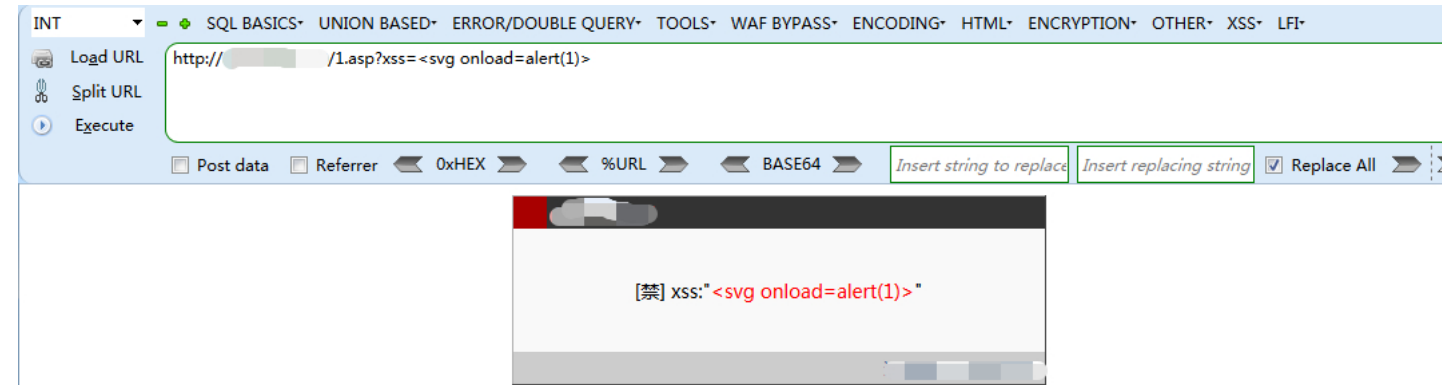 INT SQL BASICS UNION BASED ERROR/DOUBLE QUERY TOOLS WAF BYPASS ENCODING HTML ENCRYPTION OTHER XSS LFI
Load URL http:// /1.asp?xss=<svg onload=alert(1)>
Split URL
Execute
Post data Referrer 0xHEX %URL BASE64 Insert string to replace Insert replacing string Replace All
[禁] xss:"<svg onload=alert(1)>"